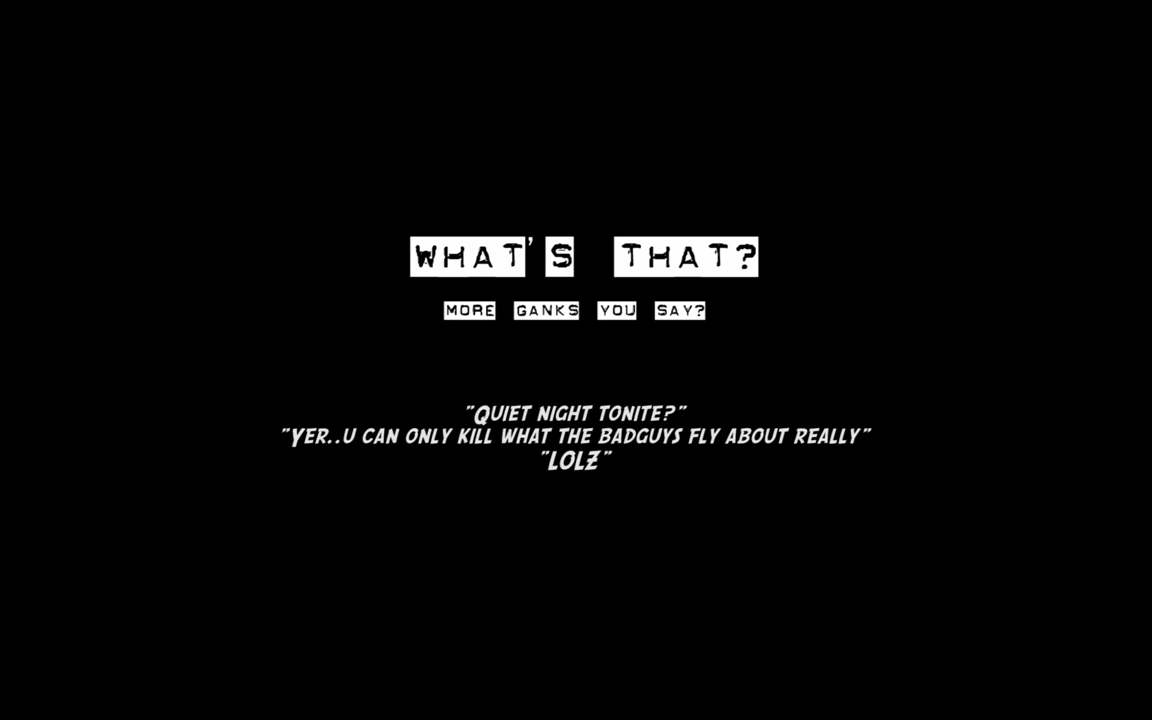 WHAT'S THAT?
MORE GANKS YOU SAY?
"QUIET NIGHT TONITE?"
"YER..U CAN ONLY KILL WHAT THE BADGUYS FLY ABOUT REALLY"
"LOLZ"